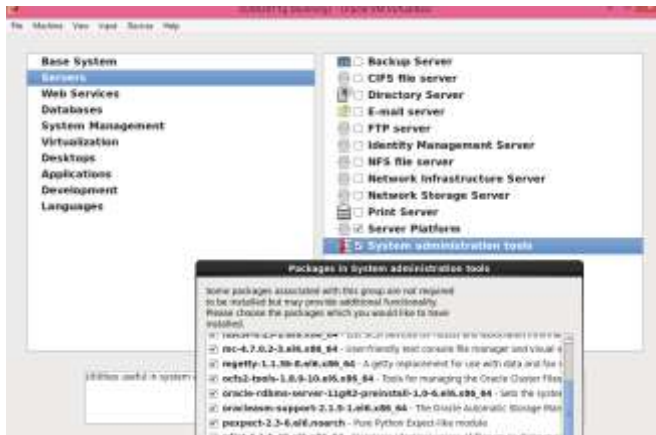 File Machine View Input Devices Help
Base System
Servers
Web Services
Databases
System Management
Virtualization
Desktops
Applications
Development
Languages
Backup Server
CIFS file server
Directory Server
E-mail server
FTP server
Identity Management Server
NFS file server
Network Infrastructure Server
Network Storage Server
Print Server
Server Platform
System administration tools
Packages in System administration tools
Some packages associated with this group are not required
to be installed but may provide additional functionality.
Please choose the packages which you would like to have
installed.
mc-4.7.0.2-3.el6.x86_64 - User-friendly text console file manager and visual
mgetty-1.1.36-8.el6.x86_64 - A getty replacement for use with data and fax
ocfs2-tools-1.8.0-10.el6.x86_64 - Tools for managing the Oracle Cluster Files
oracle-rdbms-server-11gR2-preinstall-1.0-6.el6.x86_64 - Sets the system
oracleasm-support-2.1.5-1.el6.x86_64 - The Oracle Automatic Storage Man
pexpect-2.3-6.el6.noarch - Pure Python Expect-like module
Utilities useful in system